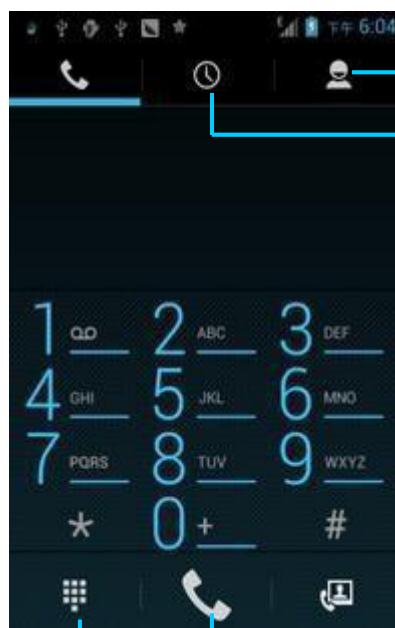 下午 6:04
1 2 ABC 3 DEF
4 GHI 5 JKL 6 MNO
7 PQRS 8 TUV 9 WXYZ
* 0 + #